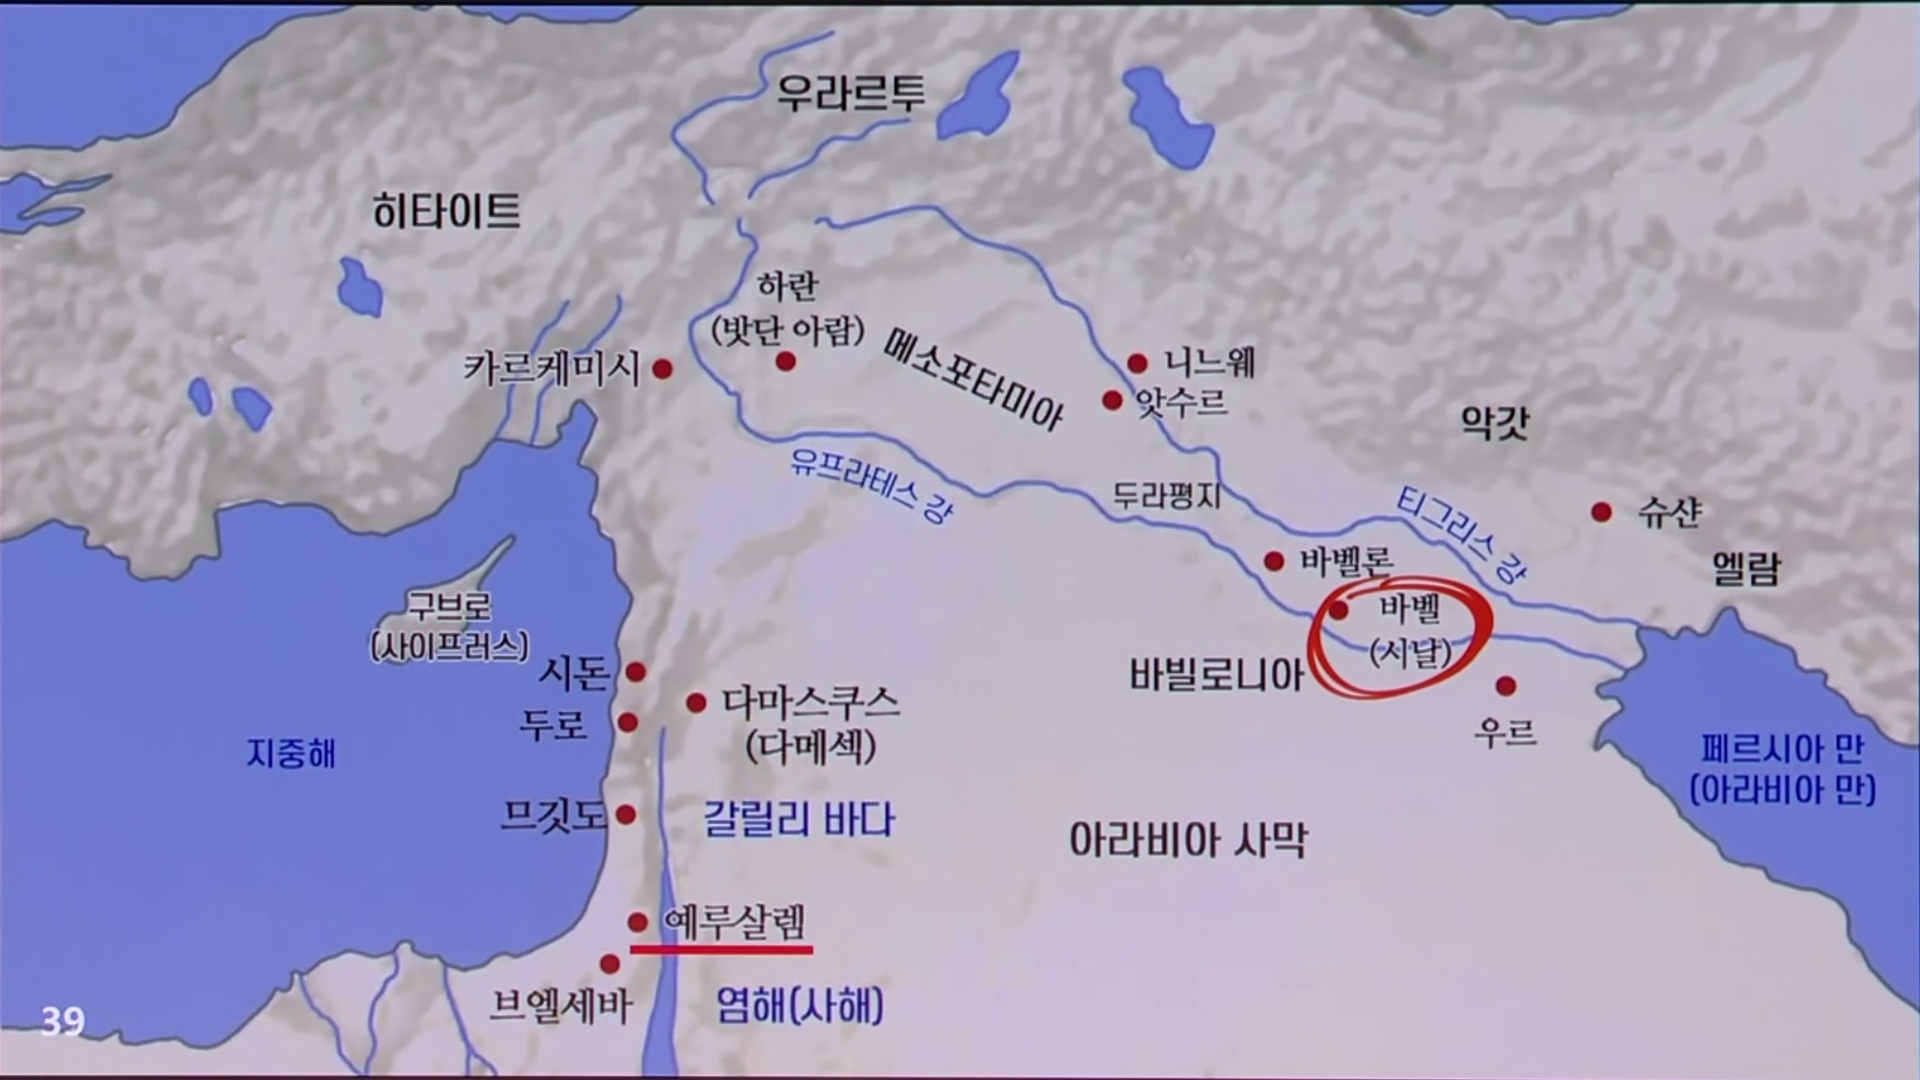 우라르투
히타이트
하란
(밧단 아람)
카르케미시
메소포타미아
니느웨
앗수르
악갓
유프라테스 강
두라평지
티그리스 강
슈샨
엘람
바벨론
바벨
(시날)
바빌로니아
우르
구브로
(사이프러스)
시돈
두로
다마스쿠스
(다메섹)
지중해
페르시아 만
(아라비아 만)
므깃도
갈릴리 바다
아라비아 사막
예루살렘
브엘세바
염해(사해)
39